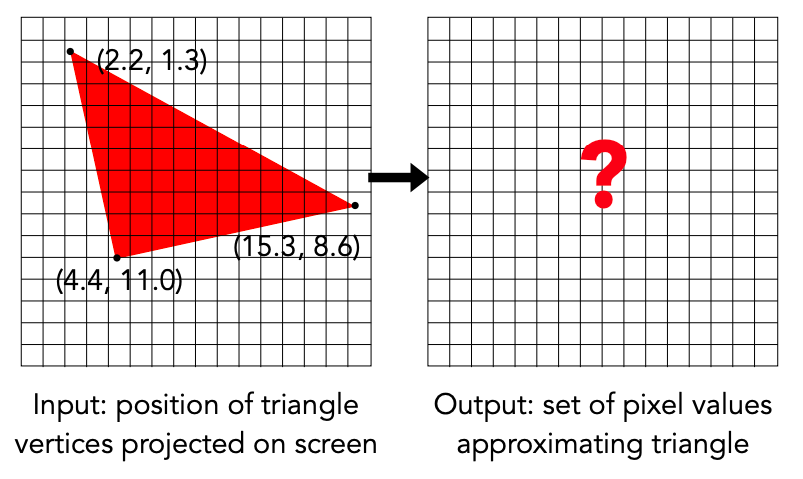 (2.2, 1.3)
?
(15.3, 8.6)
(4.4, 11.0)
Input: position of triangle
vertices projected on screen
Output: set of pixel values
approximating triangle